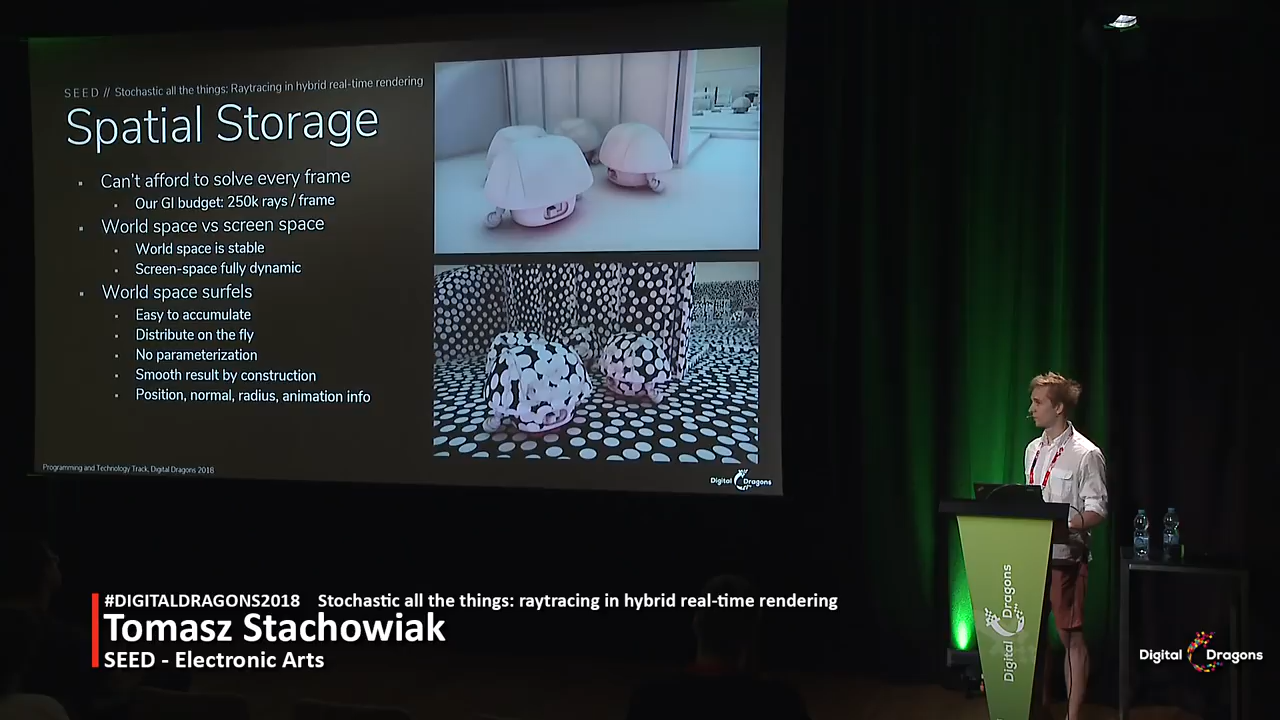 SEED // Stochastic all the things: Raytracing in hybrid real-time rendering
Spatial Storage
Can't afford to solve every frame
Our GI budget: 250k rays / frame
World space vs screen space
World space is stable
Screen-space fully dynamic
World space surfels
Easy to accumulate
Distribute on the fly
No parameterization
Smooth result by construction
Position, normal, radius, animation info
Programming and Technology Track, Digital Dragons 2018
Digital Dragons
#DIGITALDRAGONS2018 Stochastic all the things: raytracing in hybrid real-time rendering
Tomasz Stachowiak
SEED - Electronic Arts
Digital Dragons
Digital Dragons